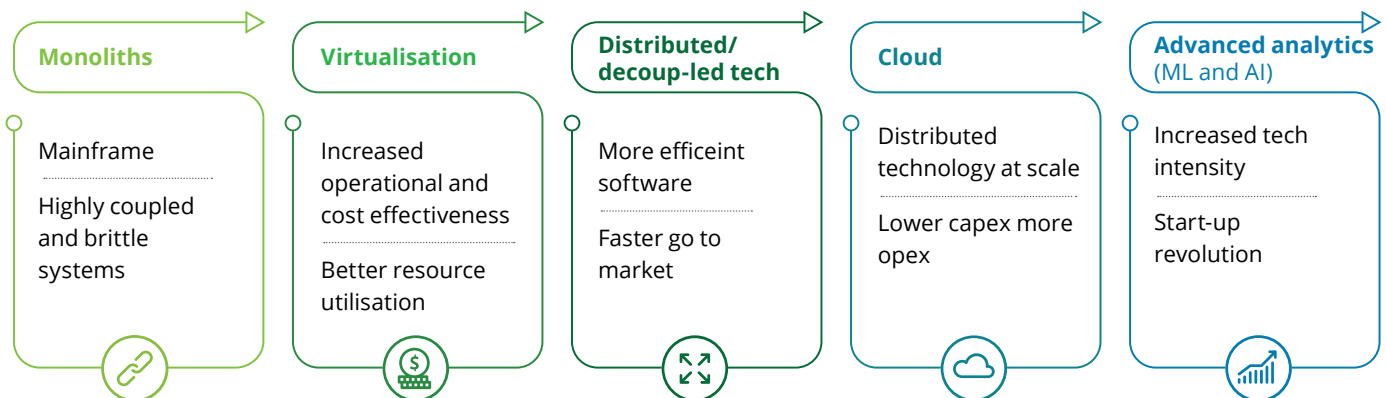 Monoliths
Mainframe
Highly coupled
and brittle
systems
Virtualisation
Increased
operational and
cost effectiveness
Better resource
utilisation
$
Distributed/
decoup-led tech
More efficeint
software
Faster go to
market
Cloud
Distributed
technology at scale
Lower capex more
opex
Advanced analytics
(ML and AI)
Increased tech
intensity
Start-up
revolution